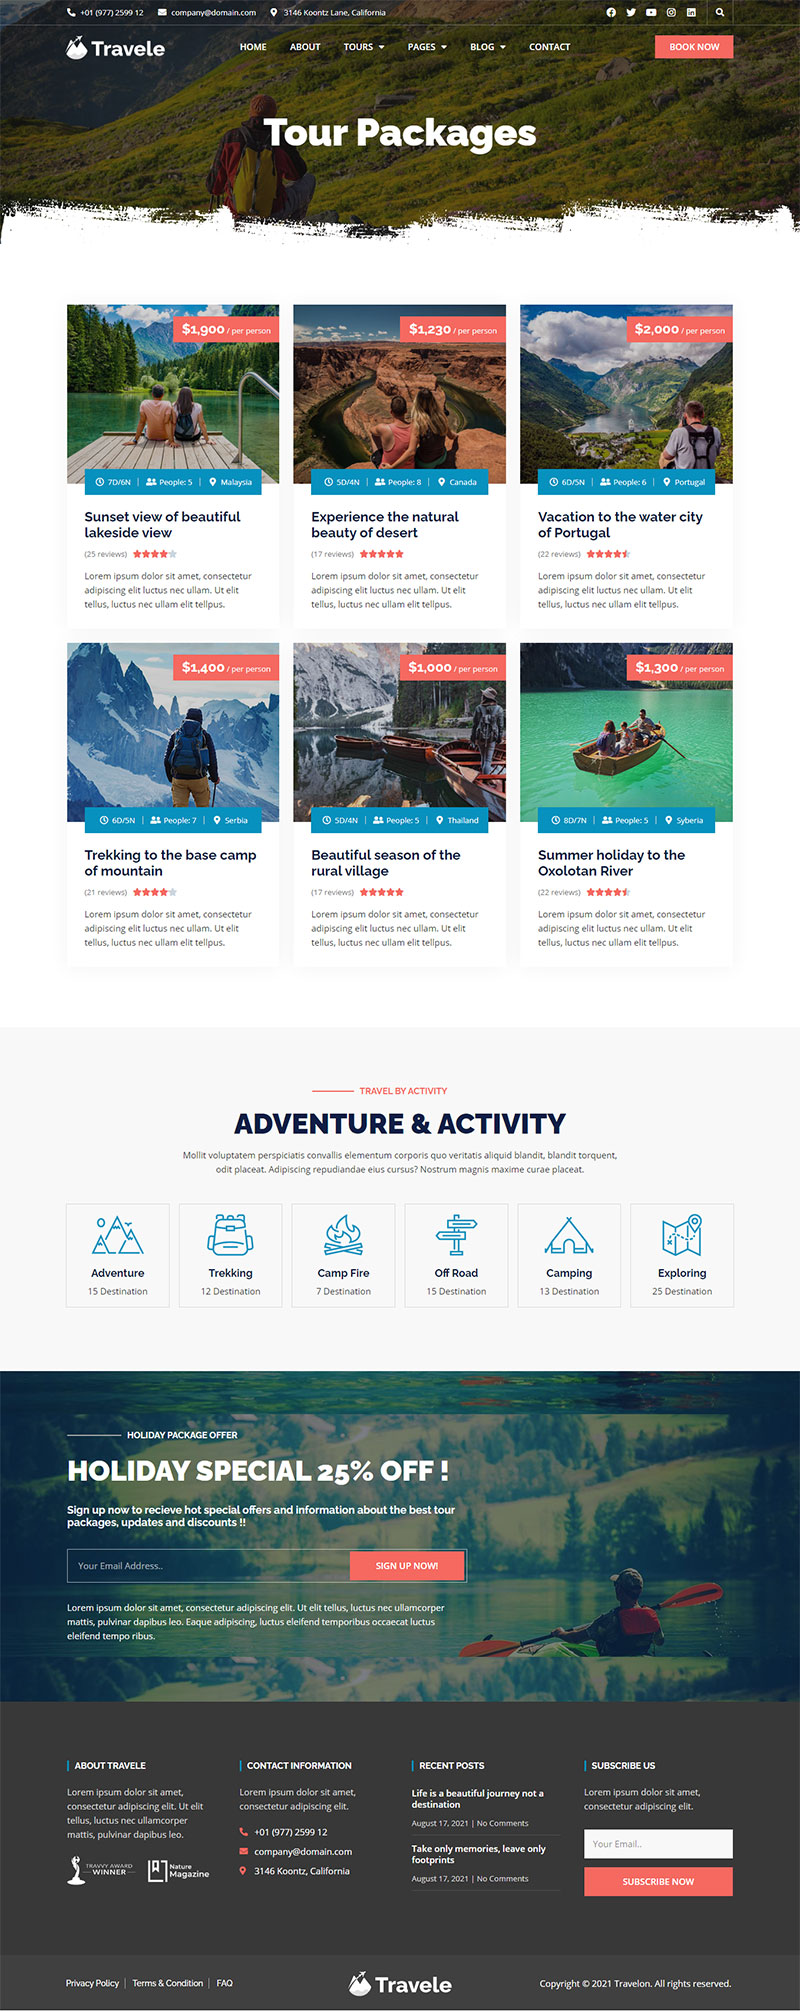 +01 (977) 2599 12 company@domain.com 3146 Koontz Lane, California
Travele HOME ABOUT TOURS PAGES BLOG CONTACT BOOK NOW
Tour Packages
$1,900 / per person
7D/6N People: 5 Malaysia
Sunset view of beautiful
lakeside view
(25 reviews)
Lorem ipsum dolor sit amet, consectetur
adipiscing elit luctus nec ullam. Ut elit
tellus, luctus nec ullam elit tellpus.
$1,230 / per person
5D/4N People: 8 Canada
Experience the natural
beauty of desert
(17 reviews)
Lorem ipsum dolor sit amet, consectetur
adipiscing elit luctus nec ullam. Ut elit
tellus, luctus nec ullam elit tellpus.
$2,000 / per person
6D/5N People: 6 Portugal
Vacation to the water city
of Portugal
(22 reviews)
Lorem ipsum dolor sit amet, consectetur
adipiscing elit luctus nec ullam. Ut elit
tellus, luctus nec ullam elit tellpus.
$1,400 / per person
6D/5N People: 7 Serbia
Trekking to the base camp
of mountain
(21 reviews)
Lorem ipsum dolor sit amet, consectetur
adipiscing elit luctus nec ullam. Ut elit
tellus, luctus nec ullam elit tellpus.
$1,000 / per person
5D/4N People: 5 Thailand
Beautiful season of the
rural village
(17 reviews)
Lorem ipsum dolor sit amet, consectetur
adipiscing elit luctus nec ullam. Ut elit
tellus, luctus nec ullam elit tellpus.
$1,300 / per person
8D/7N People: 5 Syberia
Summer holiday to the
Oxolotan River
(22 reviews)
Lorem ipsum dolor sit amet, consectetur
adipiscing elit luctus nec ullam. Ut elit
tellus, luctus nec ullam elit tellpus.
TRAVEL BY ACTIVITY
ADVENTURE & ACTIVITY
Mollit voluptatem perspiciatis convallis elementum corporis quo veritatis aliquid blandit, blandit torquent,
odit placeat. Adipiscing repudiandae eius cursus? Nostrum magnis maxime curae placeat.
Adventure
15 Destination
Trekking
12 Destination
Camp Fire
7 Destination
Off Road
15 Destination
Camping
13 Destination
Exploring
25 Destination
HOLIDAY PACKAGE OFFER
HOLIDAY SPECIAL 25% OFF !
Sign up now to recieve hot special offers and information about the best tour
packages, updates and discounts !!
Your Email Address.. SIGN UP NOW!
Lorem ipsum dolor sit amet, consectetur adipiscing elit. Ut elit tellus, luctus nec ullamcorper
mattis, pulvinar dapibus leo. Eaque adipiscing, luctus eleifend temporibus occaecat luctus
eleifend tempo ribus.
ABOUT TRAVELE
Lorem ipsum dolor sit amet,
consectetur adipiscing elit. Ut elit
tellus, luctus nec ullamcorper
mattis, pulvinar dapibus leo.
TRAVVY AWARD
WINNER
Nature
Magazine
CONTACT INFORMATION
Lorem ipsum dolor sit amet,
consectetur adipiscing elit.
+01 (977) 2599 12
company@domain.com
3146 Koontz, California
RECENT POSTS
Life is a beautiful journey not a
destination
August 17, 2021 | No Comments
Take only memories, leave only
footprints
August 17, 2021 | No Comments
SUBSCRIBE US
Lorem ipsum dolor sit amet,
consectetur adipiscing elit.
Your Email..
SUBSCRIBE NOW
Privacy Policy | Terms & Condition | FAQ
Travele
Copyright © 2021 Travelon. All rights reserved.